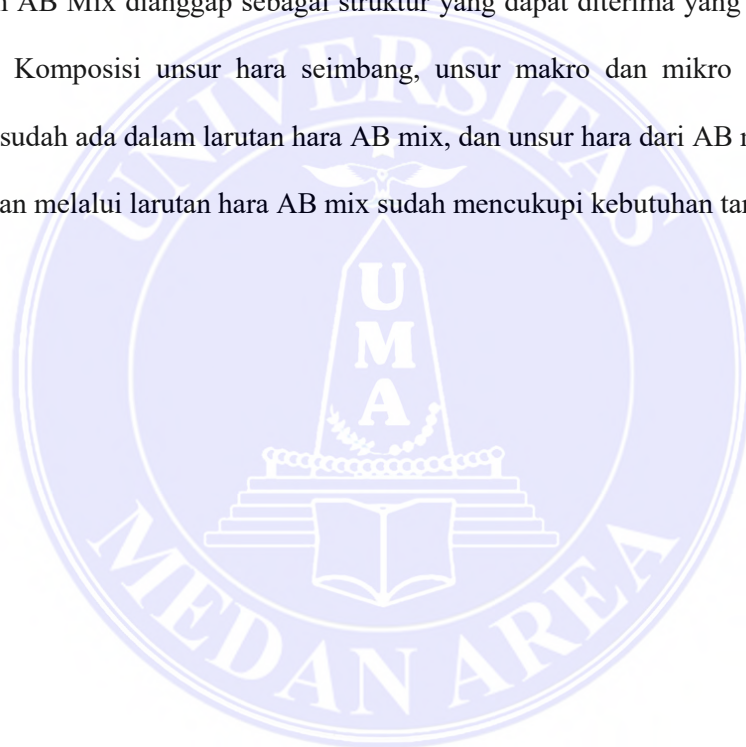 AB Mix dianggap sebagai struktur yang dapat diterima yang
Komposisi unsur hara seimbang, unsur makro dan mikro
sudah ada dalam larutan hara AB mix, dan unsur hara dari AB
an melalui larutan hara AB mix sudah mencukupi kebutuhan
UNIVERSITAS
UMA
MEDAN AREA